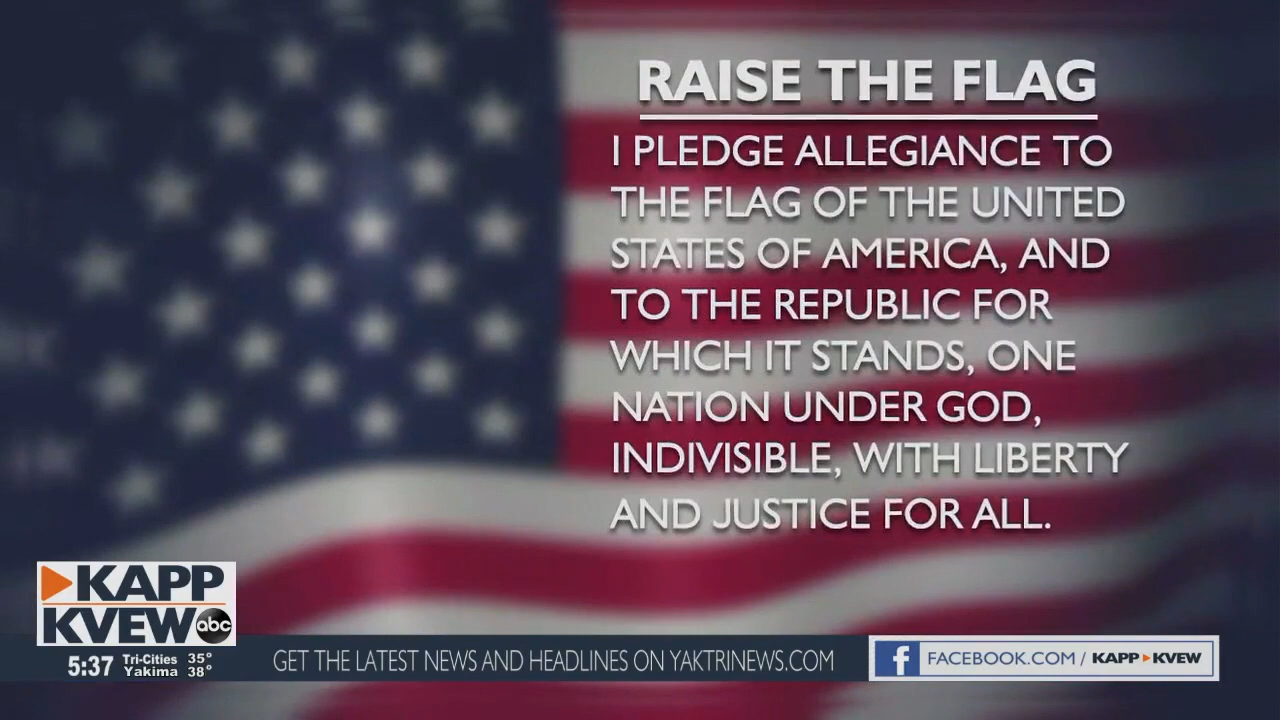 RAISE THE FLAG
I PLEDGE ALLEGIANCE TO
THE FLAG OF THE UNITED
STATES OF AMERICA, AND
TO THE REPUBLIC FOR
WHICH IT STANDS, ONE
NATION UNDER GOD,
INDIVISIBLE, WITH LIBERTY
AND JUSTICE FOR ALL.
KAPP
KVEW abc
5:37 Tri-Cities 35°
Yakima 38°
GET THE LATEST NEWS AND HEADLINES ON YAKTRINEWS.COM
f FACEBOOK.COM / KAPP KVEW